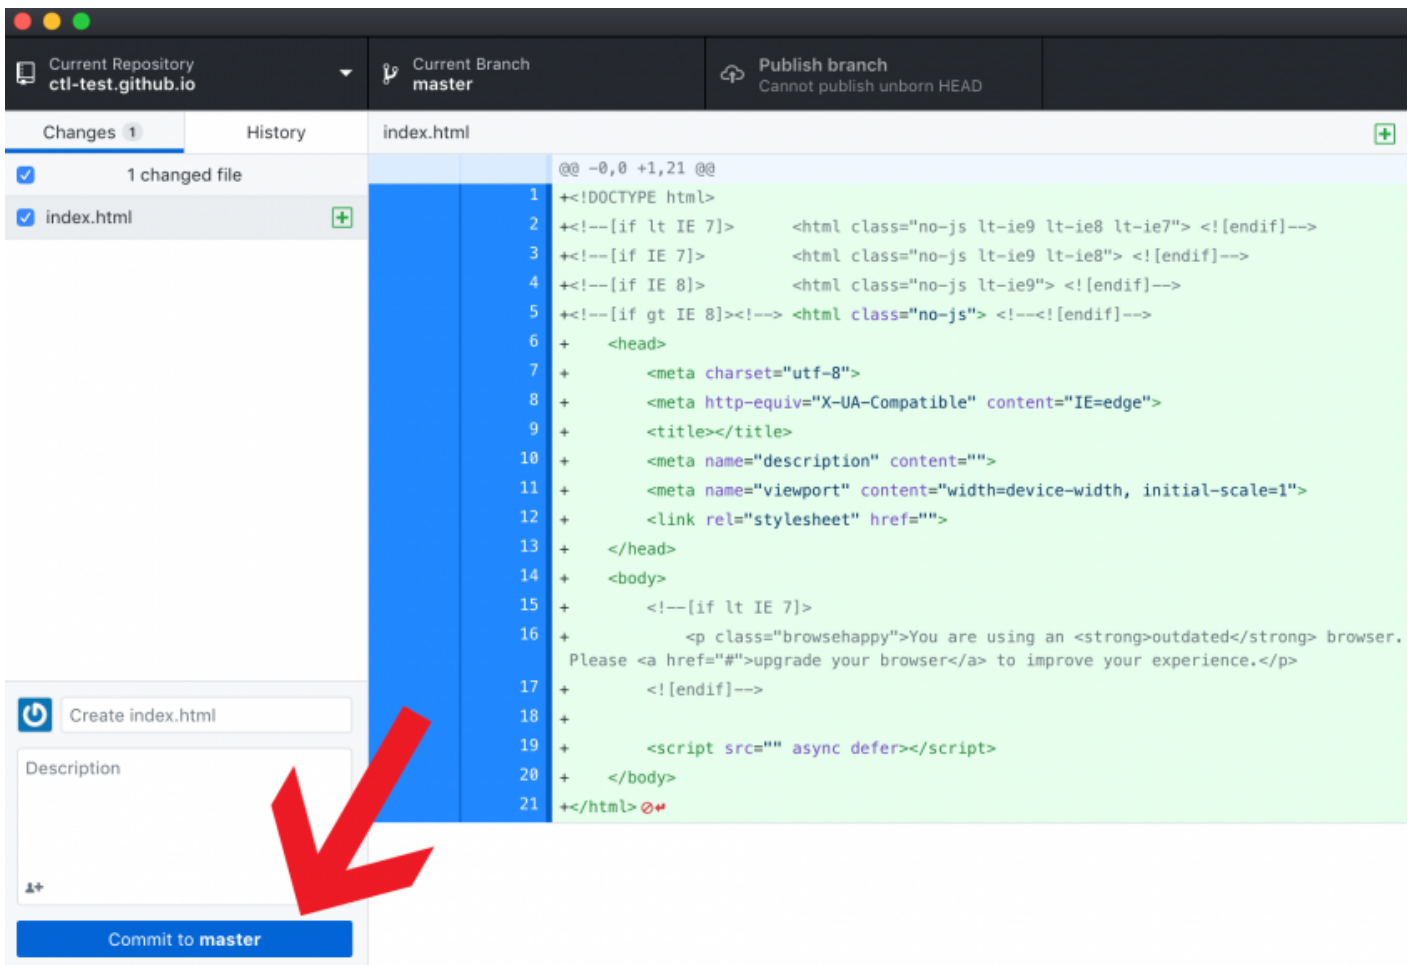 Current Repository
ctl-test.github.io
Current Branch
master
Publish branch
Cannot publish unborn HEAD
Changes 1
History
index.html
1 changed file
index.html
@@ -0,0 +1,21 @@
1 +<!DOCTYPE html>
2 +<!--[if lt IE 7]>      <html class="no-js lt-ie9 lt-ie8 lt-ie7"> <![endif]-->
3 +<!--[if IE 7]>         <html class="no-js lt-ie9 lt-ie8"> <![endif]-->
4 +<!--[if IE 8]>         <html class="no-js lt-ie9"> <![endif]-->
5 +<!--[if gt IE 8]><!--> <html class="no-js"> <!--<![endif]-->
6 +    <head>
7 +        <meta charset="utf-8">
8 +        <meta http-equiv="X-UA-Compatible" content="IE=edge">
9 +        <title></title>
10 +        <meta name="description" content="">
11 +        <meta name="viewport" content="width=device-width, initial-scale=1">
12 +        <link rel="stylesheet" href="">
13 +    </head>
14 +    <body>
15 +        <!--[if lt IE 7]>
16 +            <p class="browsehappy">You are using an <strong>outdated</strong> browser.
Please <a href="#">upgrade your browser</a> to improve your experience.</p>
17 +        <![endif]-->
18 +
19 +        <script src="" async defer></script>
20 +    </body>
21 +</html>
Create index.html
Description
Commit to master